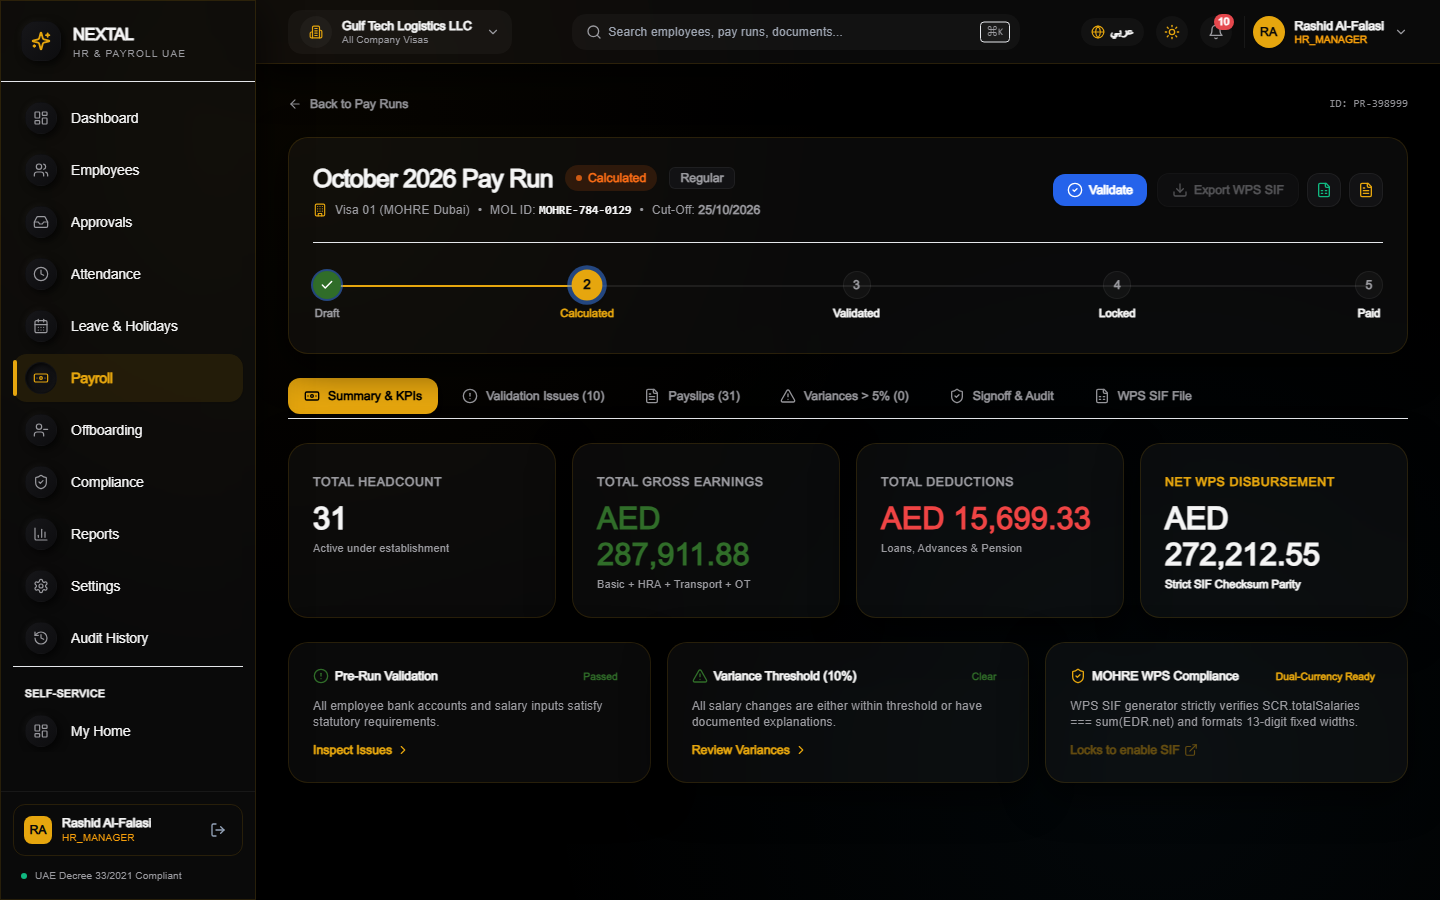 NEXTAL
HR & PAYROLL UAE
Gulf Tech Logistics LLC
All Company Visas
Search employees, pay runs, documents...
⌘K
عربي
10
RA
Rashid Al-Falasi
HR_MANAGER
Dashboard
Employees
Approvals
Attendance
Leave & Holidays
Payroll
Offboarding
Compliance
Reports
Settings
Audit History
SELF-SERVICE
My Home
RA
Rashid Al-Falasi
HR_MANAGER
UAE Decree 33/2021 Compliant
Back to Pay Runs
ID: PR-398999
October 2026 Pay Run
Calculated
Regular
Visa 01 (MOHRE Dubai) • MOL ID: MOHRE-784-0129 • Cut-Off: 25/10/2026
Validate
Export WPS SIF
Draft
2
Calculated
3
Validated
4
Locked
5
Paid
Summary & KPIs
Validation Issues (10)
Payslips (31)
Variances > 5% (0)
Signoff & Audit
WPS SIF File
TOTAL HEADCOUNT
31
Active under establishment
TOTAL GROSS EARNINGS
AED
287,911.88
Basic + HRA + Transport + OT
TOTAL DEDUCTIONS
AED 15,699.33
Loans, Advances & Pension
NET WPS DISBURSEMENT
AED
272,212.55
Strict SIF Checksum Parity
Pre-Run Validation
Passed
All employee bank accounts and salary inputs satisfy
statutory requirements.
Inspect Issues
Variance Threshold (10%)
Clear
All salary changes are either within threshold or have
documented explanations.
Review Variances
MOHRE WPS Compliance
Dual-Currency Ready
WPS SIF generator strictly verifies SCR.totalSalaries
=== sum(EDR.net) and formats 13-digit fixed widths.
Locks to enable SIF